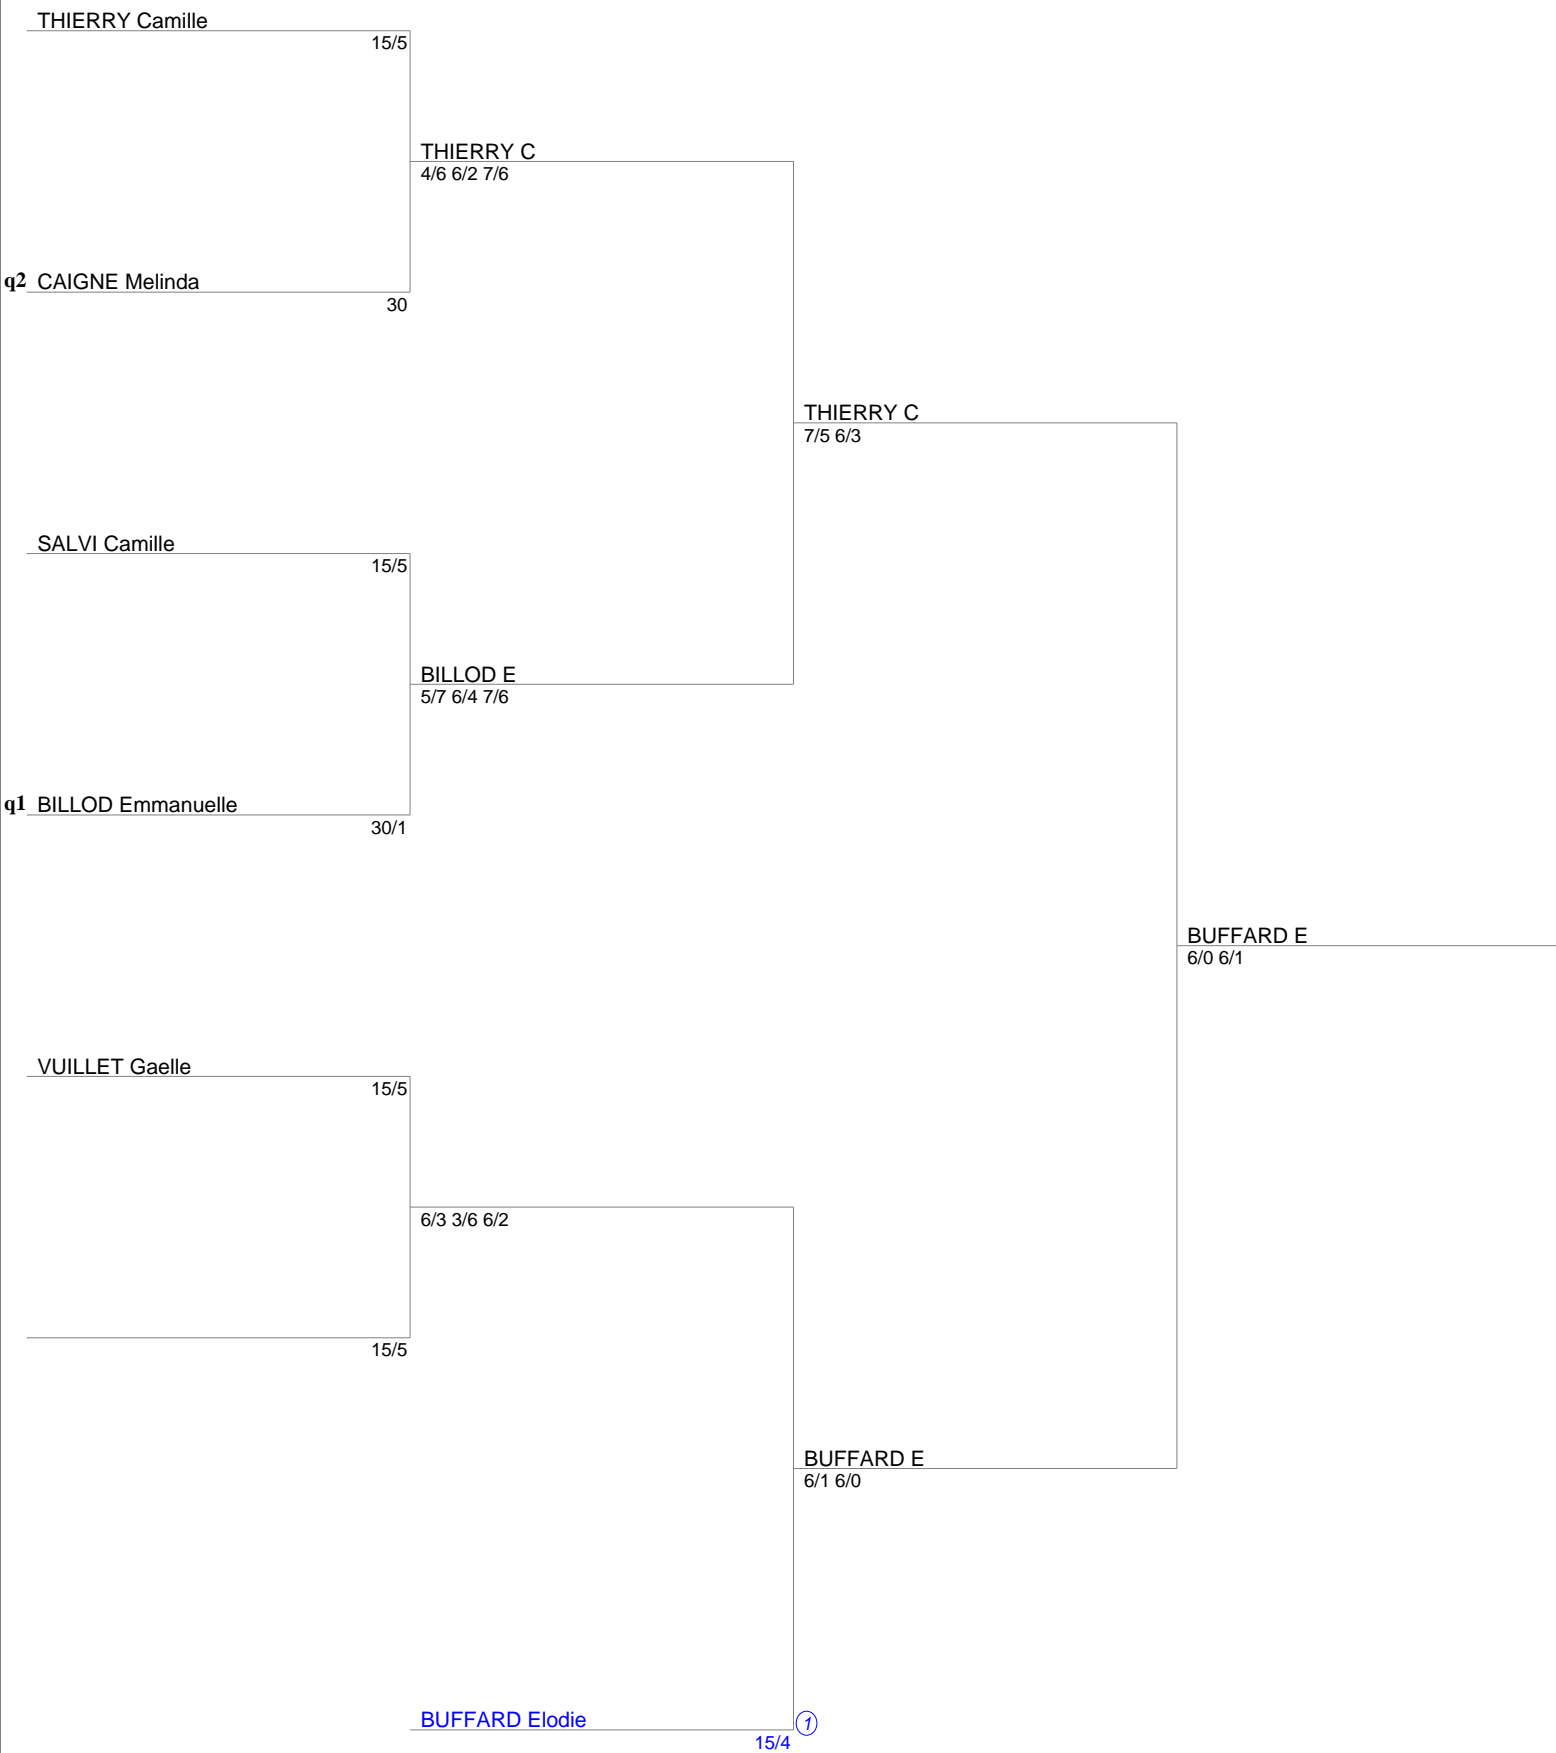 THIERRY Camille
15/5
THIERRY C
4/6 6/2 7/6
q2 CAIGNE Melinda
30
THIERRY C
7/5 6/3
SALVI Camille
15/5
BILLOD E
5/7 6/4 7/6
q1 BILLOD Emmanuelle
30/1
BUFFARD E
6/0 6/1
VUILLET Gaelle
15/5
6/3 3/6 6/2
15/5
BUFFARD E
6/1 6/0
BUFFARD Elodie 1
15/4